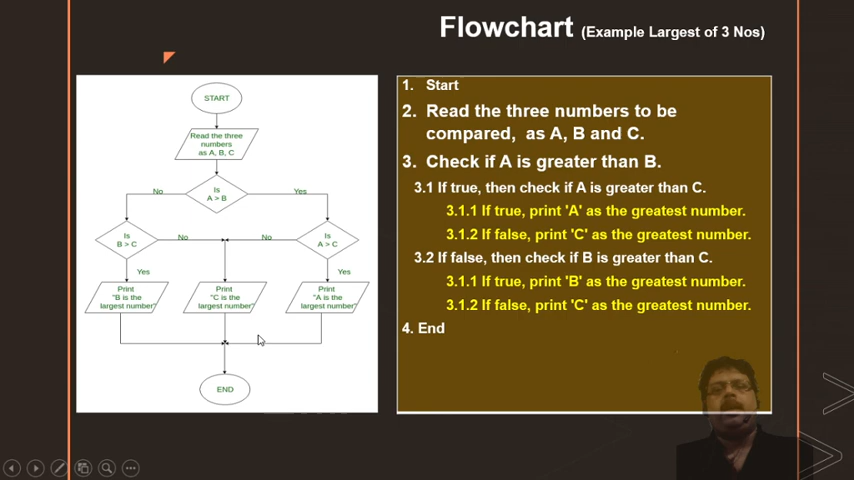 Flowchart (Example Largest of 3 Nos)
START
Read the three
numbers
as A, B, C
No
Is
A > B
Yes
Is
B > C
No
No
Is
A > C
Yes
Yes
Print
"B is the
largest number"
Print
"C is the
largest number"
Print
"A is the
largest number"
END
1. Start
2. Read the three numbers to be
compared, as A, B and C.
3. Check if A is greater than B.
3.1 If true, then check if A is greater than C.
3.1.1 If true, print 'A' as the greatest number.
3.1.2 If false, print 'C' as the greatest number.
3.2 If false, then check if B is greater than C.
3.1.1 If true, print 'B' as the greatest number.
3.1.2 If false, print 'C' as the greatest number.
4. End